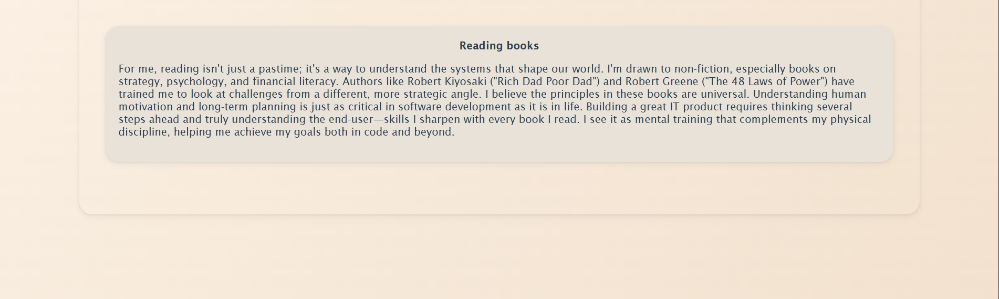 Reading books
For me, reading isn't just a pastime; it's a way to understand the systems that shape our world. I'm drawn to non-fiction, especially books on
strategy, psychology, and financial literacy. Authors like Robert Kiyosaki ("Rich Dad Poor Dad") and Robert Greene ("The 48 Laws of Power") have
trained me to look at challenges from a different, more strategic angle. I believe the principles in these books are universal. Understanding human
motivation and long-term planning is just as critical in software development as it is in life. Building a great IT product requires thinking several
steps ahead and truly understanding the end-user—skills I sharpen with every book I read. I see it as mental training that complements my physical
discipline, helping me achieve my goals both in code and beyond.